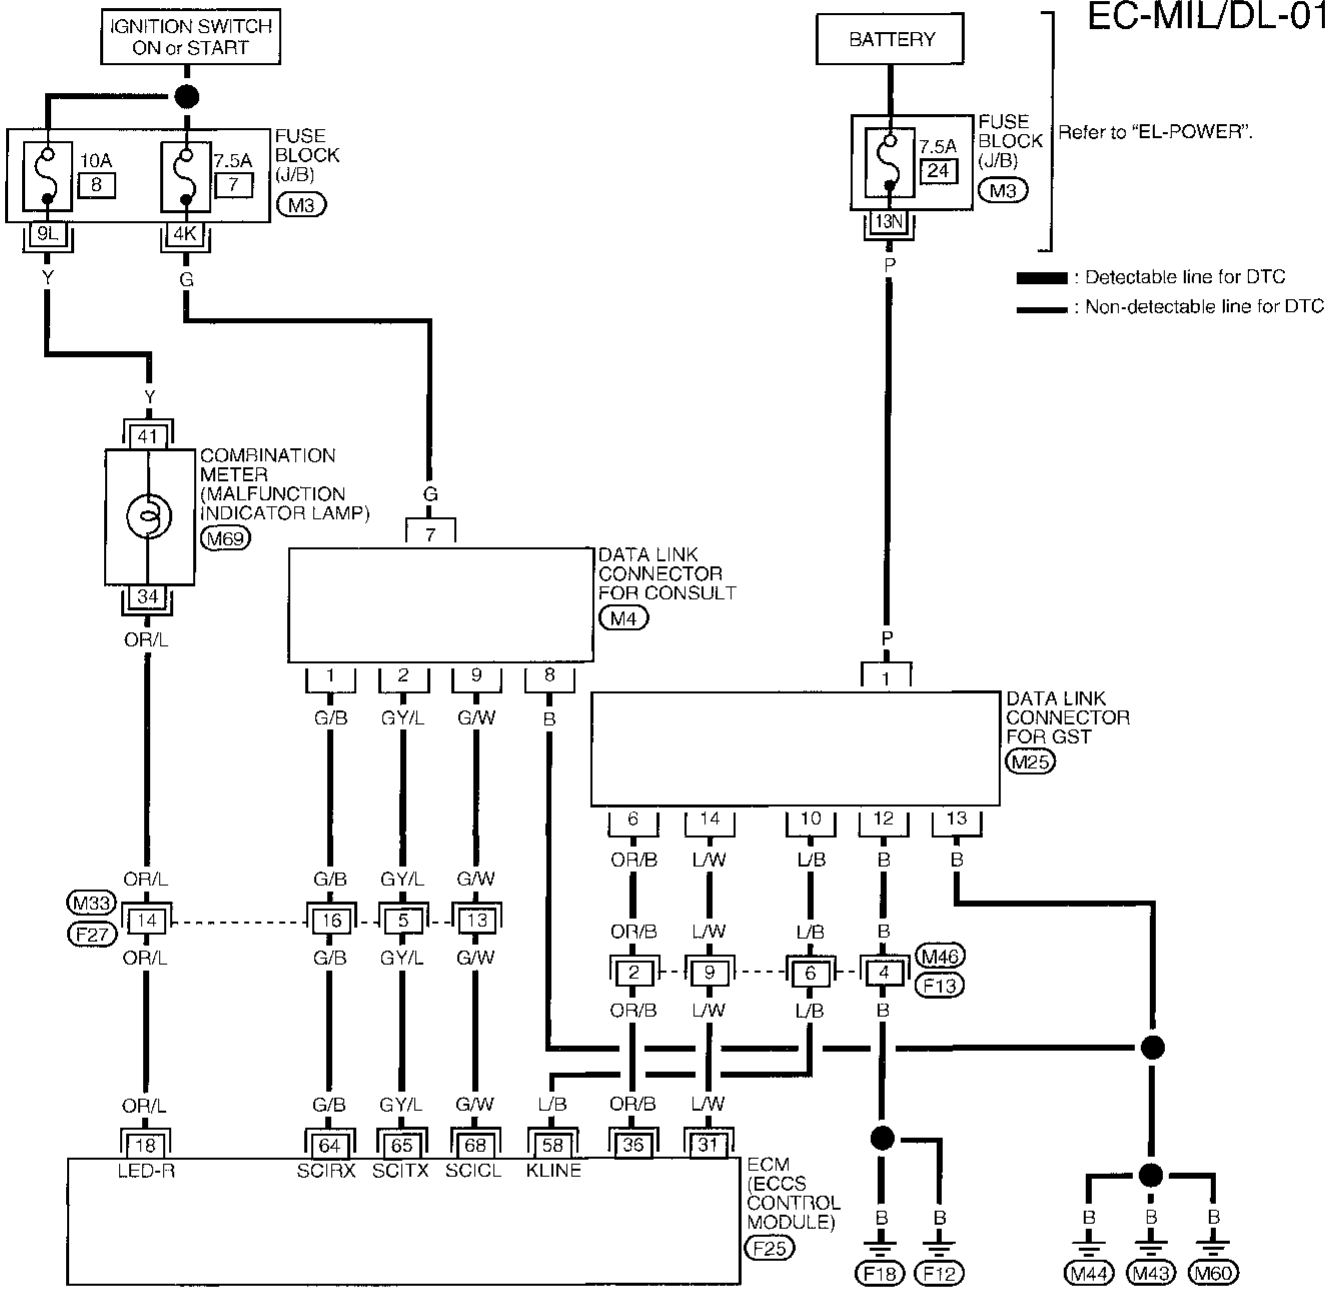 EC-MIL/DL-01
IGNITION SWITCH
ON or START
BATTERY
Refer to "EL-POWER".
10A
8
7.5A
7
FUSE
BLOCK
(J/B)
M3
7.5A
24
FUSE
BLOCK
(J/B)
M3
9L
4K
13N
Y
G
P
: Detectable line for DTC
: Non-detectable line for DTC
Y
41
COMBINATION
METER
(MALFUNCTION
INDICATOR LAMP)
M69
34
OR/L
G
7
DATA LINK
CONNECTOR
FOR CONSULT
M4
1 2 9 8
G/B GY/L G/W B
P
1
DATA LINK
CONNECTOR
FOR GST
M25
6 14 10 12 13
OR/B L/W L/B B B
OR/L G/B GY/L G/W
M33
F27
14 16 5 13
OR/L G/B GY/L G/W
OR/B L/W L/B B
2 9 6 4
M46
F13
OR/B L/W L/B B
OR/L G/B GY/L G/W L/B OR/B L/W
18 64 65 68 58 36 31
LED-R SCIRX SCITX SCICL KLINE
ECM
(ECCS
CONTROL
MODULE)
F25
B B B B B
F18 F12 M44 M43 M60